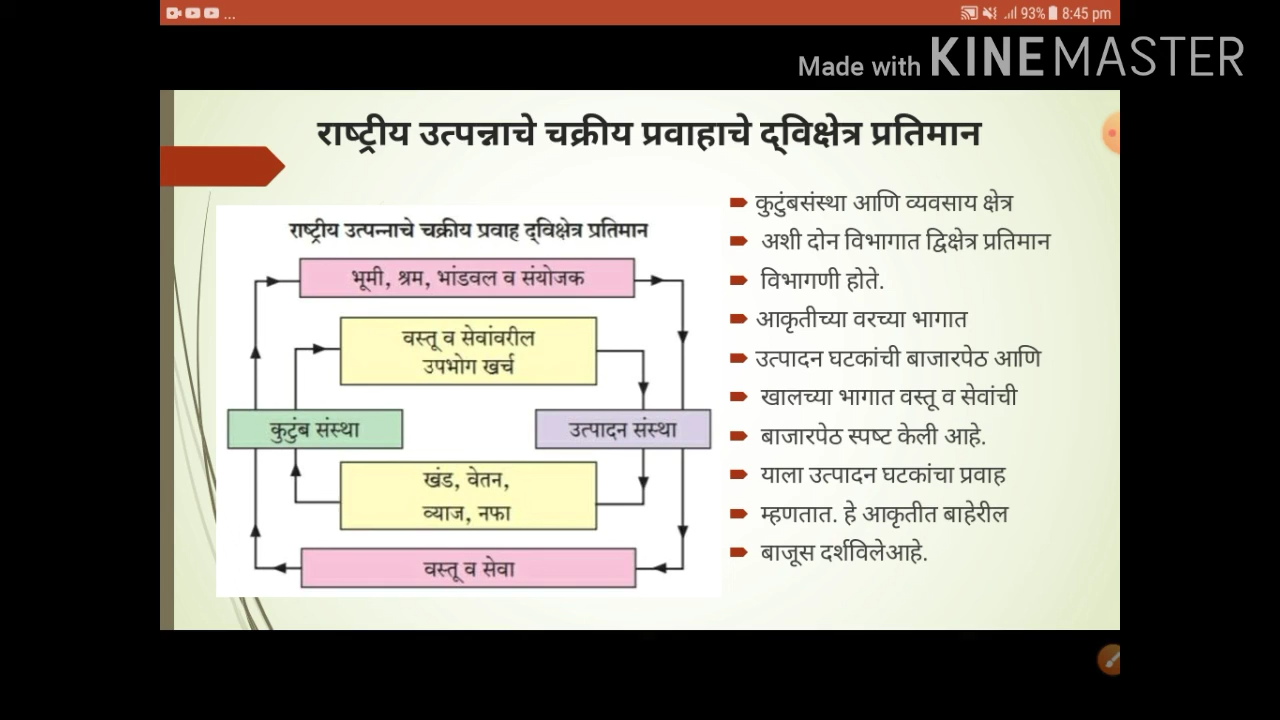 ... 93% 8:45 pm
Made with KINEMASTER
राष्ट्रीय उत्पन्नाचे चक्रीय प्रवाहाचे द्‌विक्षेत्र प्रतिमान
राष्ट्रीय उत्पन्नाचे चक्रीय प्रवाह द्‌विक्षेत्र प्रतिमान
भूमी, श्रम, भांडवल व संयोजक
वस्तू व सेवांवरील
उपभोग खर्च
कुटुंब संस्था
उत्पादन संस्था
खंड, वेतन,
व्याज, नफा
वस्तू व सेवा
कुटुंबसंस्था आणि व्यवसाय क्षेत्र
अशी दोन विभागात द्विक्षेत्र प्रतिमान
विभागणी होते.
आकृतीच्या वरच्या भागात
उत्पादन घटकांची बाजारपेठ आणि
खालच्या भागात वस्तू व सेवांची
बाजारपेठ स्पष्ट केली आहे.
याला उत्पादन घटकांचा प्रवाह
म्हणतात. हे आकृतीत बाहेरील
बाजूस दर्शविलेआहे.